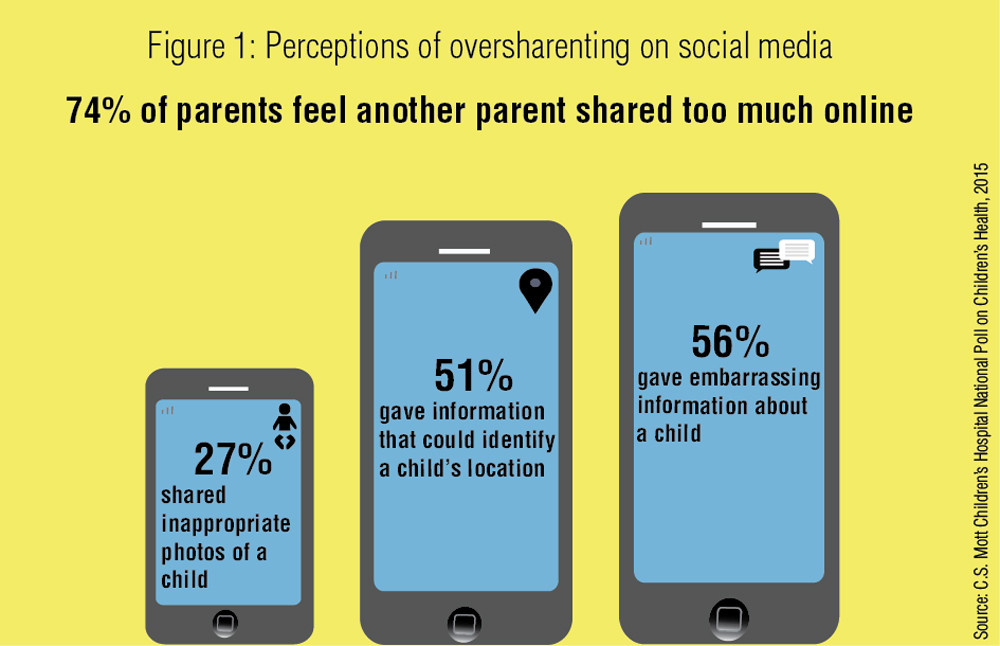 Figure 1: Perceptions of oversharenting on social media
74% of parents feel another parent shared too much online
27%
shared
inappropriate
photos of a
child
51%
gave information
that could identify
a child's location
56%
gave embarrassing
information about
a child
Source: C.S. Mott Children's Hospital National Poll on Children's Health, 2015